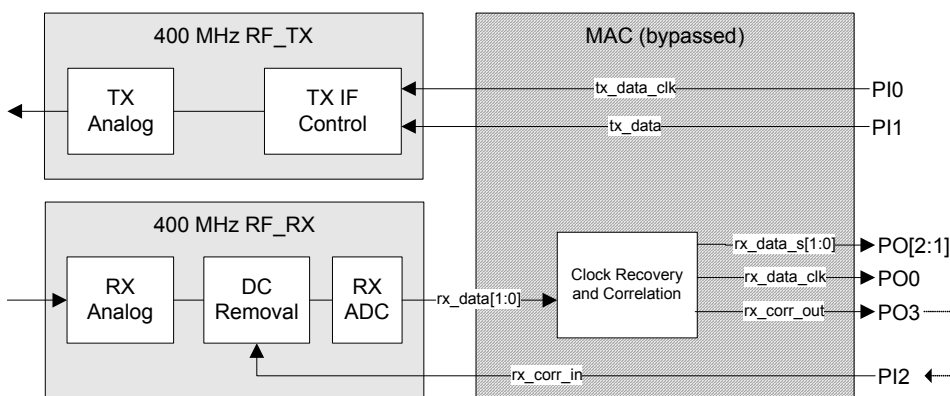 400 MHz RF_TX
MAC (bypassed)
TX
Analog
TX IF
Control
tx_data_clk
PI0
tx_data
PI1
400 MHz RF_RX
RX
Analog
DC
Removal
RX
ADC
rx_data[1:0]
Clock Recovery
and Correlation
rx_data_s[1:0]
PO[2:1]
rx_data_clk
PO0
rx_corr_out
PO3
rx_corr_in
PI2